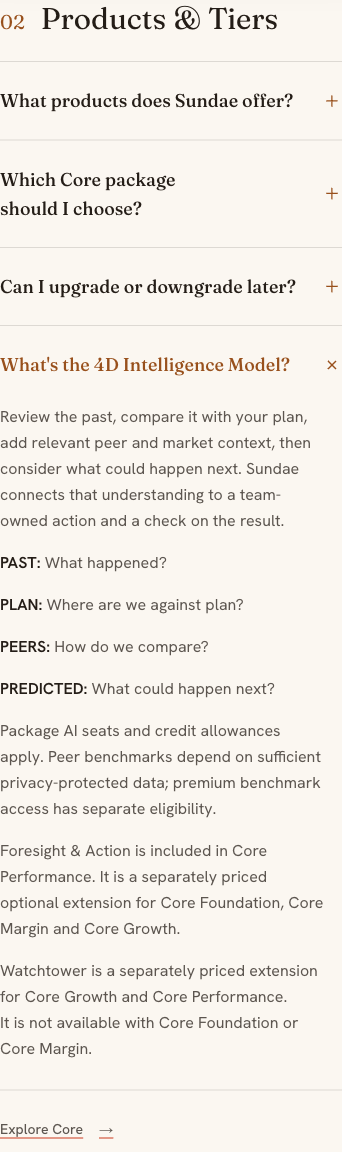 02 Products & Tiers
What products does Sundae offer? +
Which Core package
should I choose? +
Can I upgrade or downgrade later? +
What's the 4D Intelligence Model? ×
Review the past, compare it with your plan,
add relevant peer and market context, then
consider what could happen next. Sundae
connects that understanding to a team-
owned action and a check on the result.
PAST: What happened?
PLAN: Where are we against plan?
PEERS: How do we compare?
PREDICTED: What could happen next?
Package AI seats and credit allowances
apply. Peer benchmarks depend on sufficient
privacy-protected data; premium benchmark
access has separate eligibility.
Foresight & Action is included in Core
Performance. It is a separately priced
optional extension for Core Foundation, Core
Margin and Core Growth.
Watchtower is a separately priced extension
for Core Growth and Core Performance.
It is not available with Core Foundation or
Core Margin.
Explore Core →